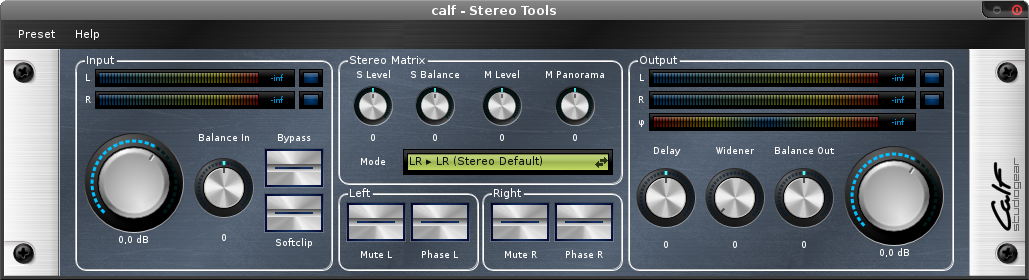 calf - Stereo Tools
Preset Help
Input
L -inf
R -inf
Balance In
Bypass
0,0 dB
0
Softclip
Stereo Matrix
S Level S Balance M Level M Panorama
0 0 0 0
Mode LR ▸ LR (Stereo Default)
Left
Mute L Phase L
Right
Mute R Phase R
Output
L -inf
R -inf
φ -inf
Delay Widener Balance Out
0 0 0 0,0 dB
Calf
studiogear